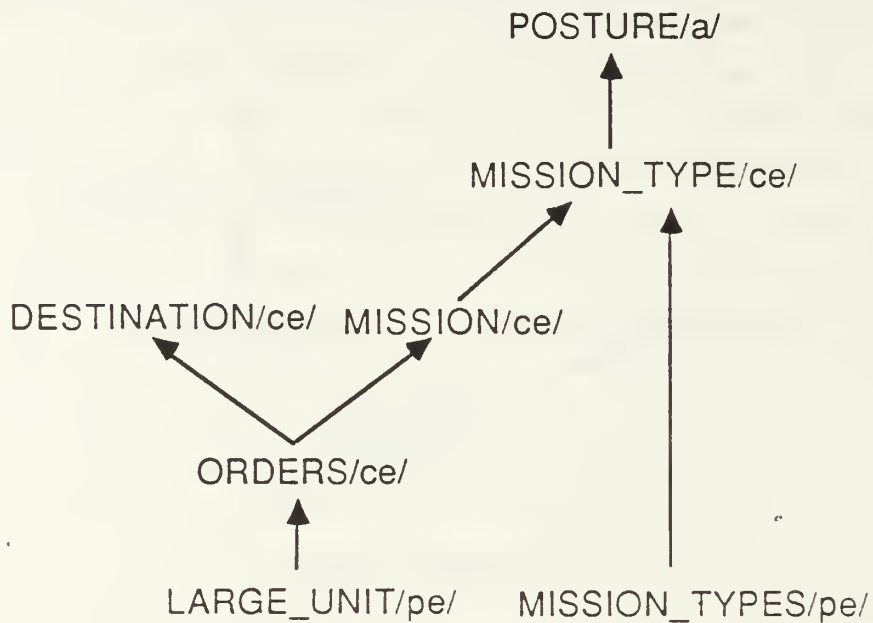 POSTURE/a/
MISSION_TYPE/ce/
DESTINATION/ce/ MISSION/ce/
ORDERS/ce/
LARGE_UNIT/pe/ MISSION_TYPES/pe/